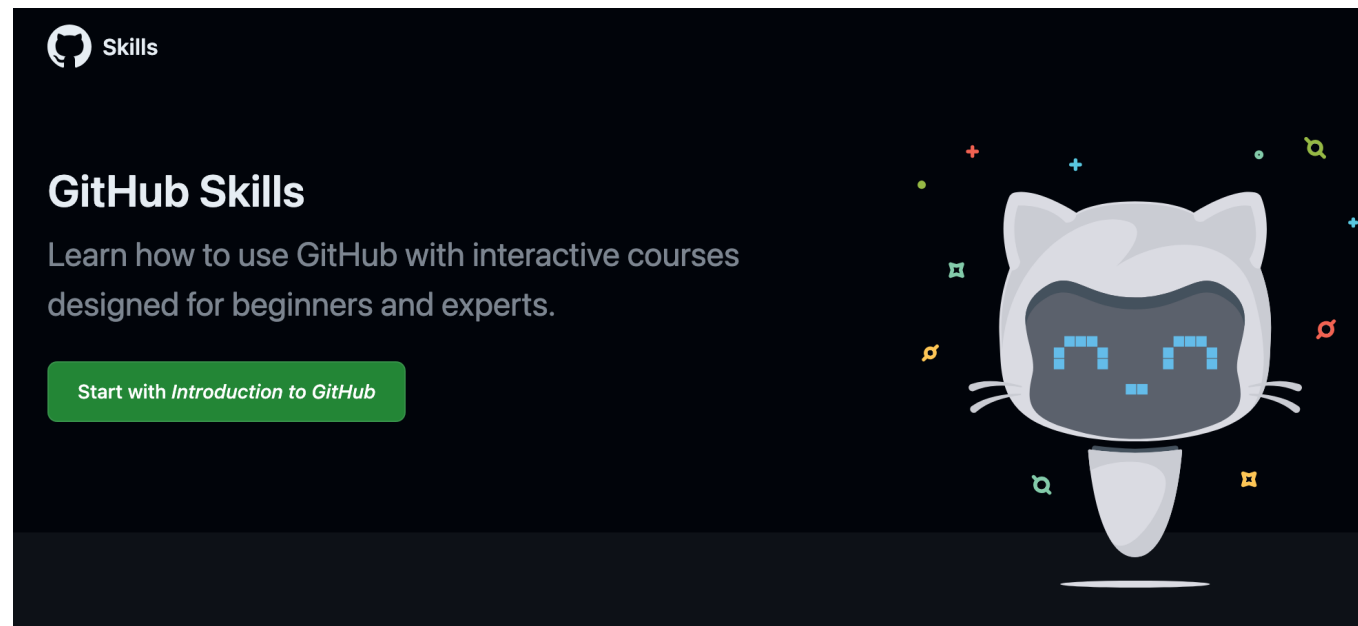 Skills
GitHub Skills
Learn how to use GitHub with interactive courses
designed for beginners and experts.
Start with Introduction to GitHub